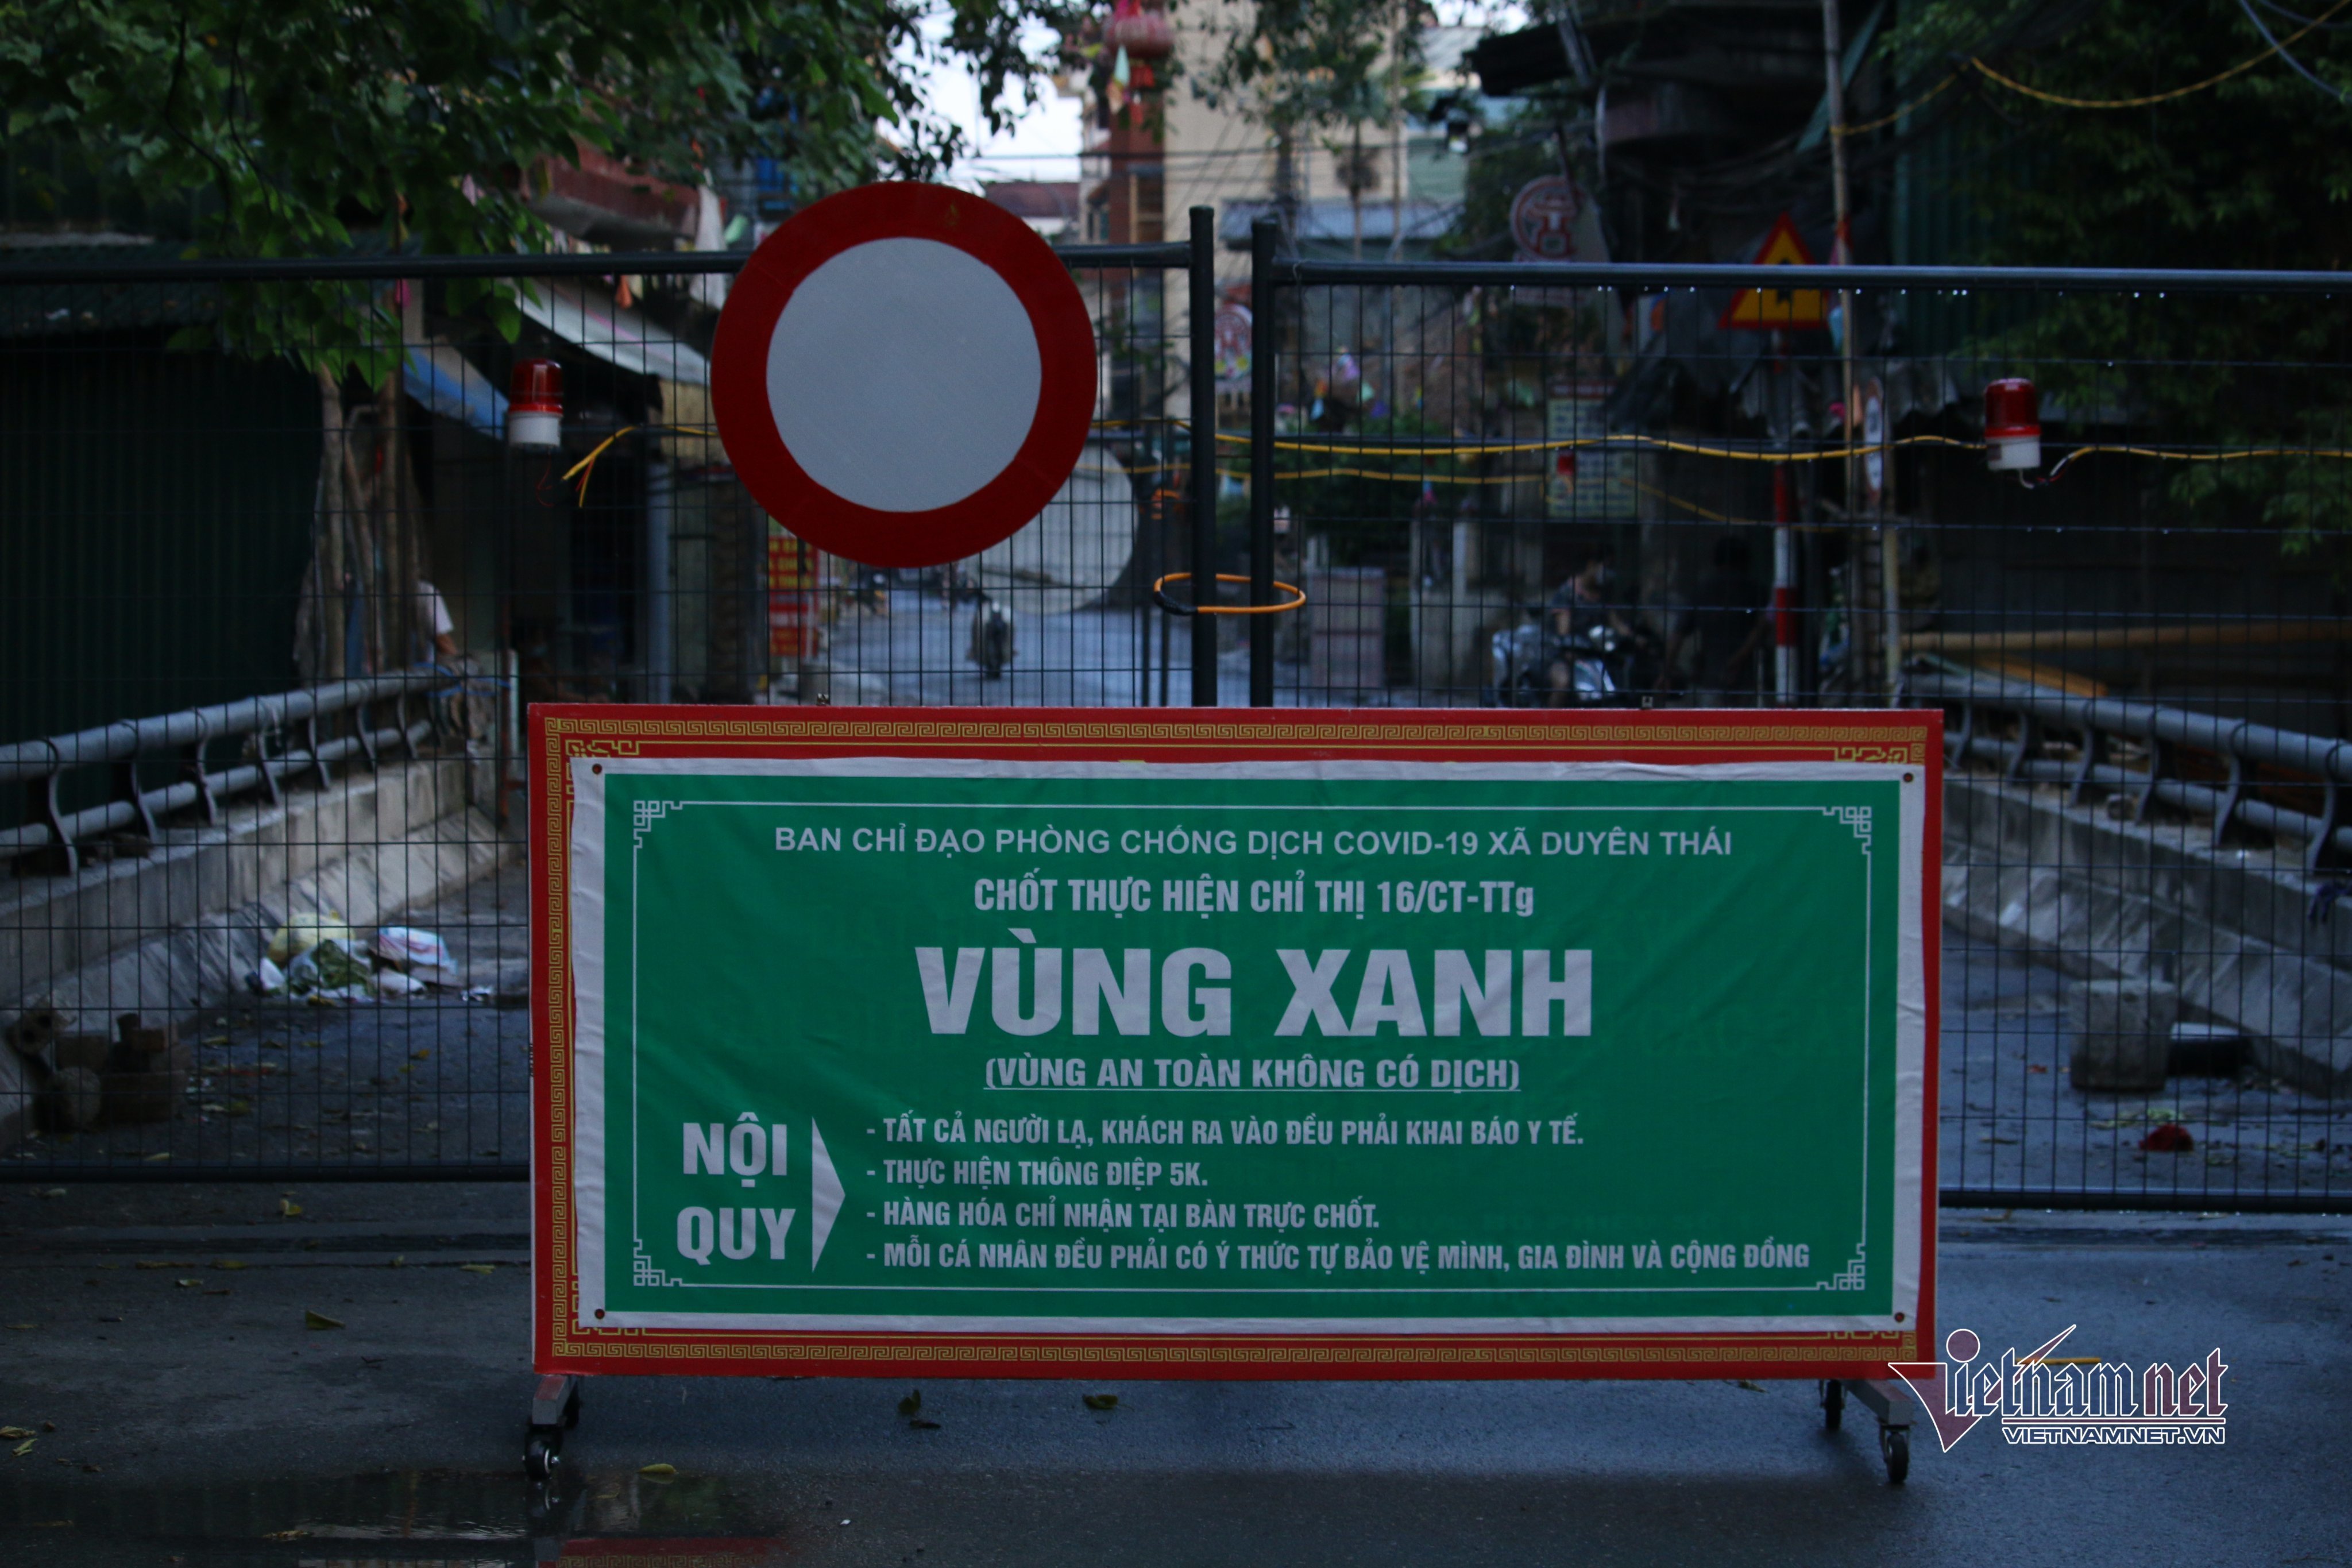 BAN CHỈ ĐẠO PHÒNG CHỐNG DỊCH COVID-19 XÃ DUYÊN THÁI
CHỐT THỰC HIỆN CHỈ THỊ 16/CT-TTg
VÙNG XANH
(VÙNG AN TOÀN KHÔNG CÓ DỊCH)
NỘI
QUY
- TẤT CẢ NGƯỜI LẠ, KHÁCH RA VÀO ĐỀU PHẢI KHAI BÁO Y TẾ.
- THỰC HIỆN THÔNG ĐIỆP 5K.
- HÀNG HÓA CHỈ NHẬN TẠI BÀN TRỰC CHỐT.
- MỖI CÁ NHÂN ĐỀU PHẢI CÓ Ý THỨC TỰ BẢO VỆ MÌNH, GIA ĐÌNH VÀ CỘNG ĐỒNG
Vietnamnet
VIETNAMNET.VN